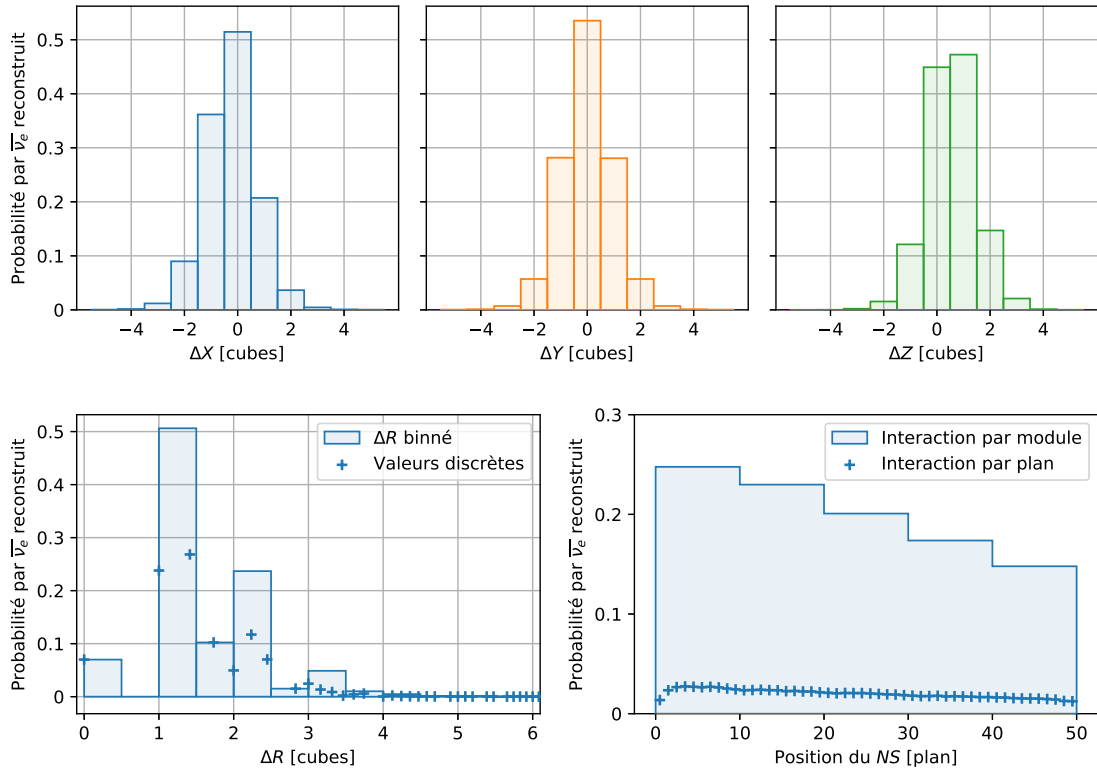 Probabilité par ν̅ₑ reconstruit
0.5
0.4
0.3
0.2
0.1
0
−4 −2 0 2 4
ΔX [cubes]
−4 −2 0 2 4
ΔY [cubes]
−4 −2 0 2 4
ΔZ [cubes]
Probabilité par ν̅ₑ reconstruit
0.5
0.4
0.3
0.2
0.1
0
0 1 2 3 4 5 6
ΔR [cubes]
ΔR binné
Valeurs discrètes
Probabilité par ν̅ₑ reconstruit
0.3
0.2
0.1
0
0 10 20 30 40 50
Position du NS [plan]
Interaction par module
Interaction par plan